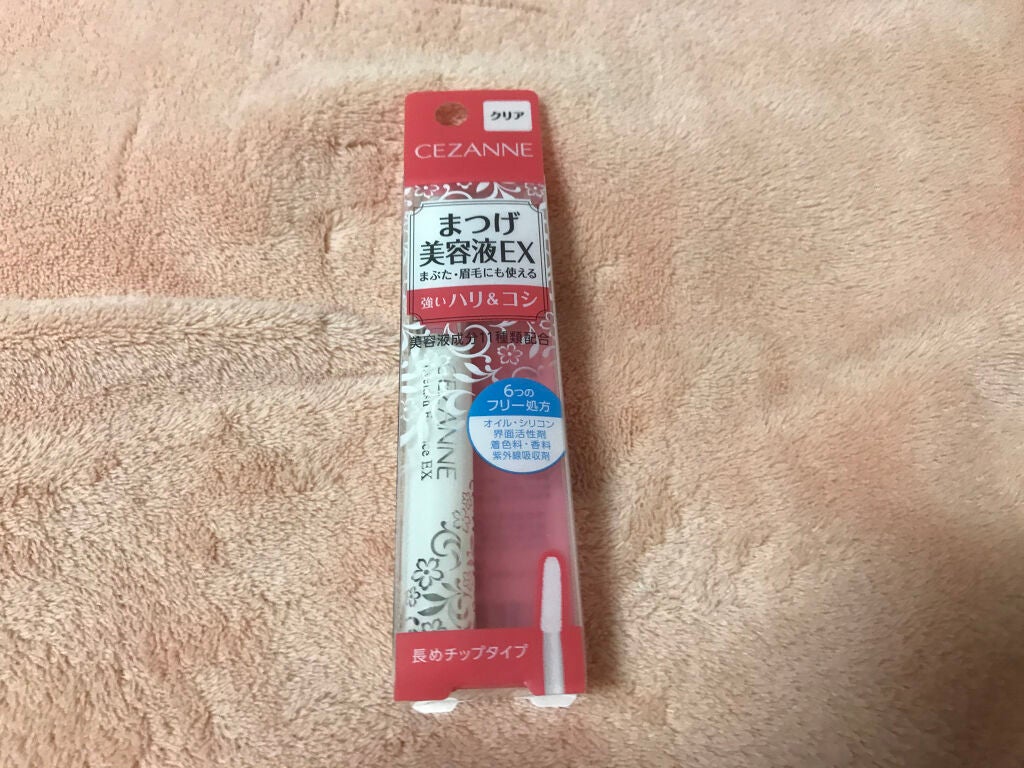 クリア
CEZANNE
まつげ
美容液EX
まぶた・眉毛にも使える
強いハリ&コシ
美容液成分11種類配合
6つの
フリー処方
オイル・シリコン
界面活性剤
着色料・香料
紫外線吸収剤
CEZANNE
EX
長めチップタイプ